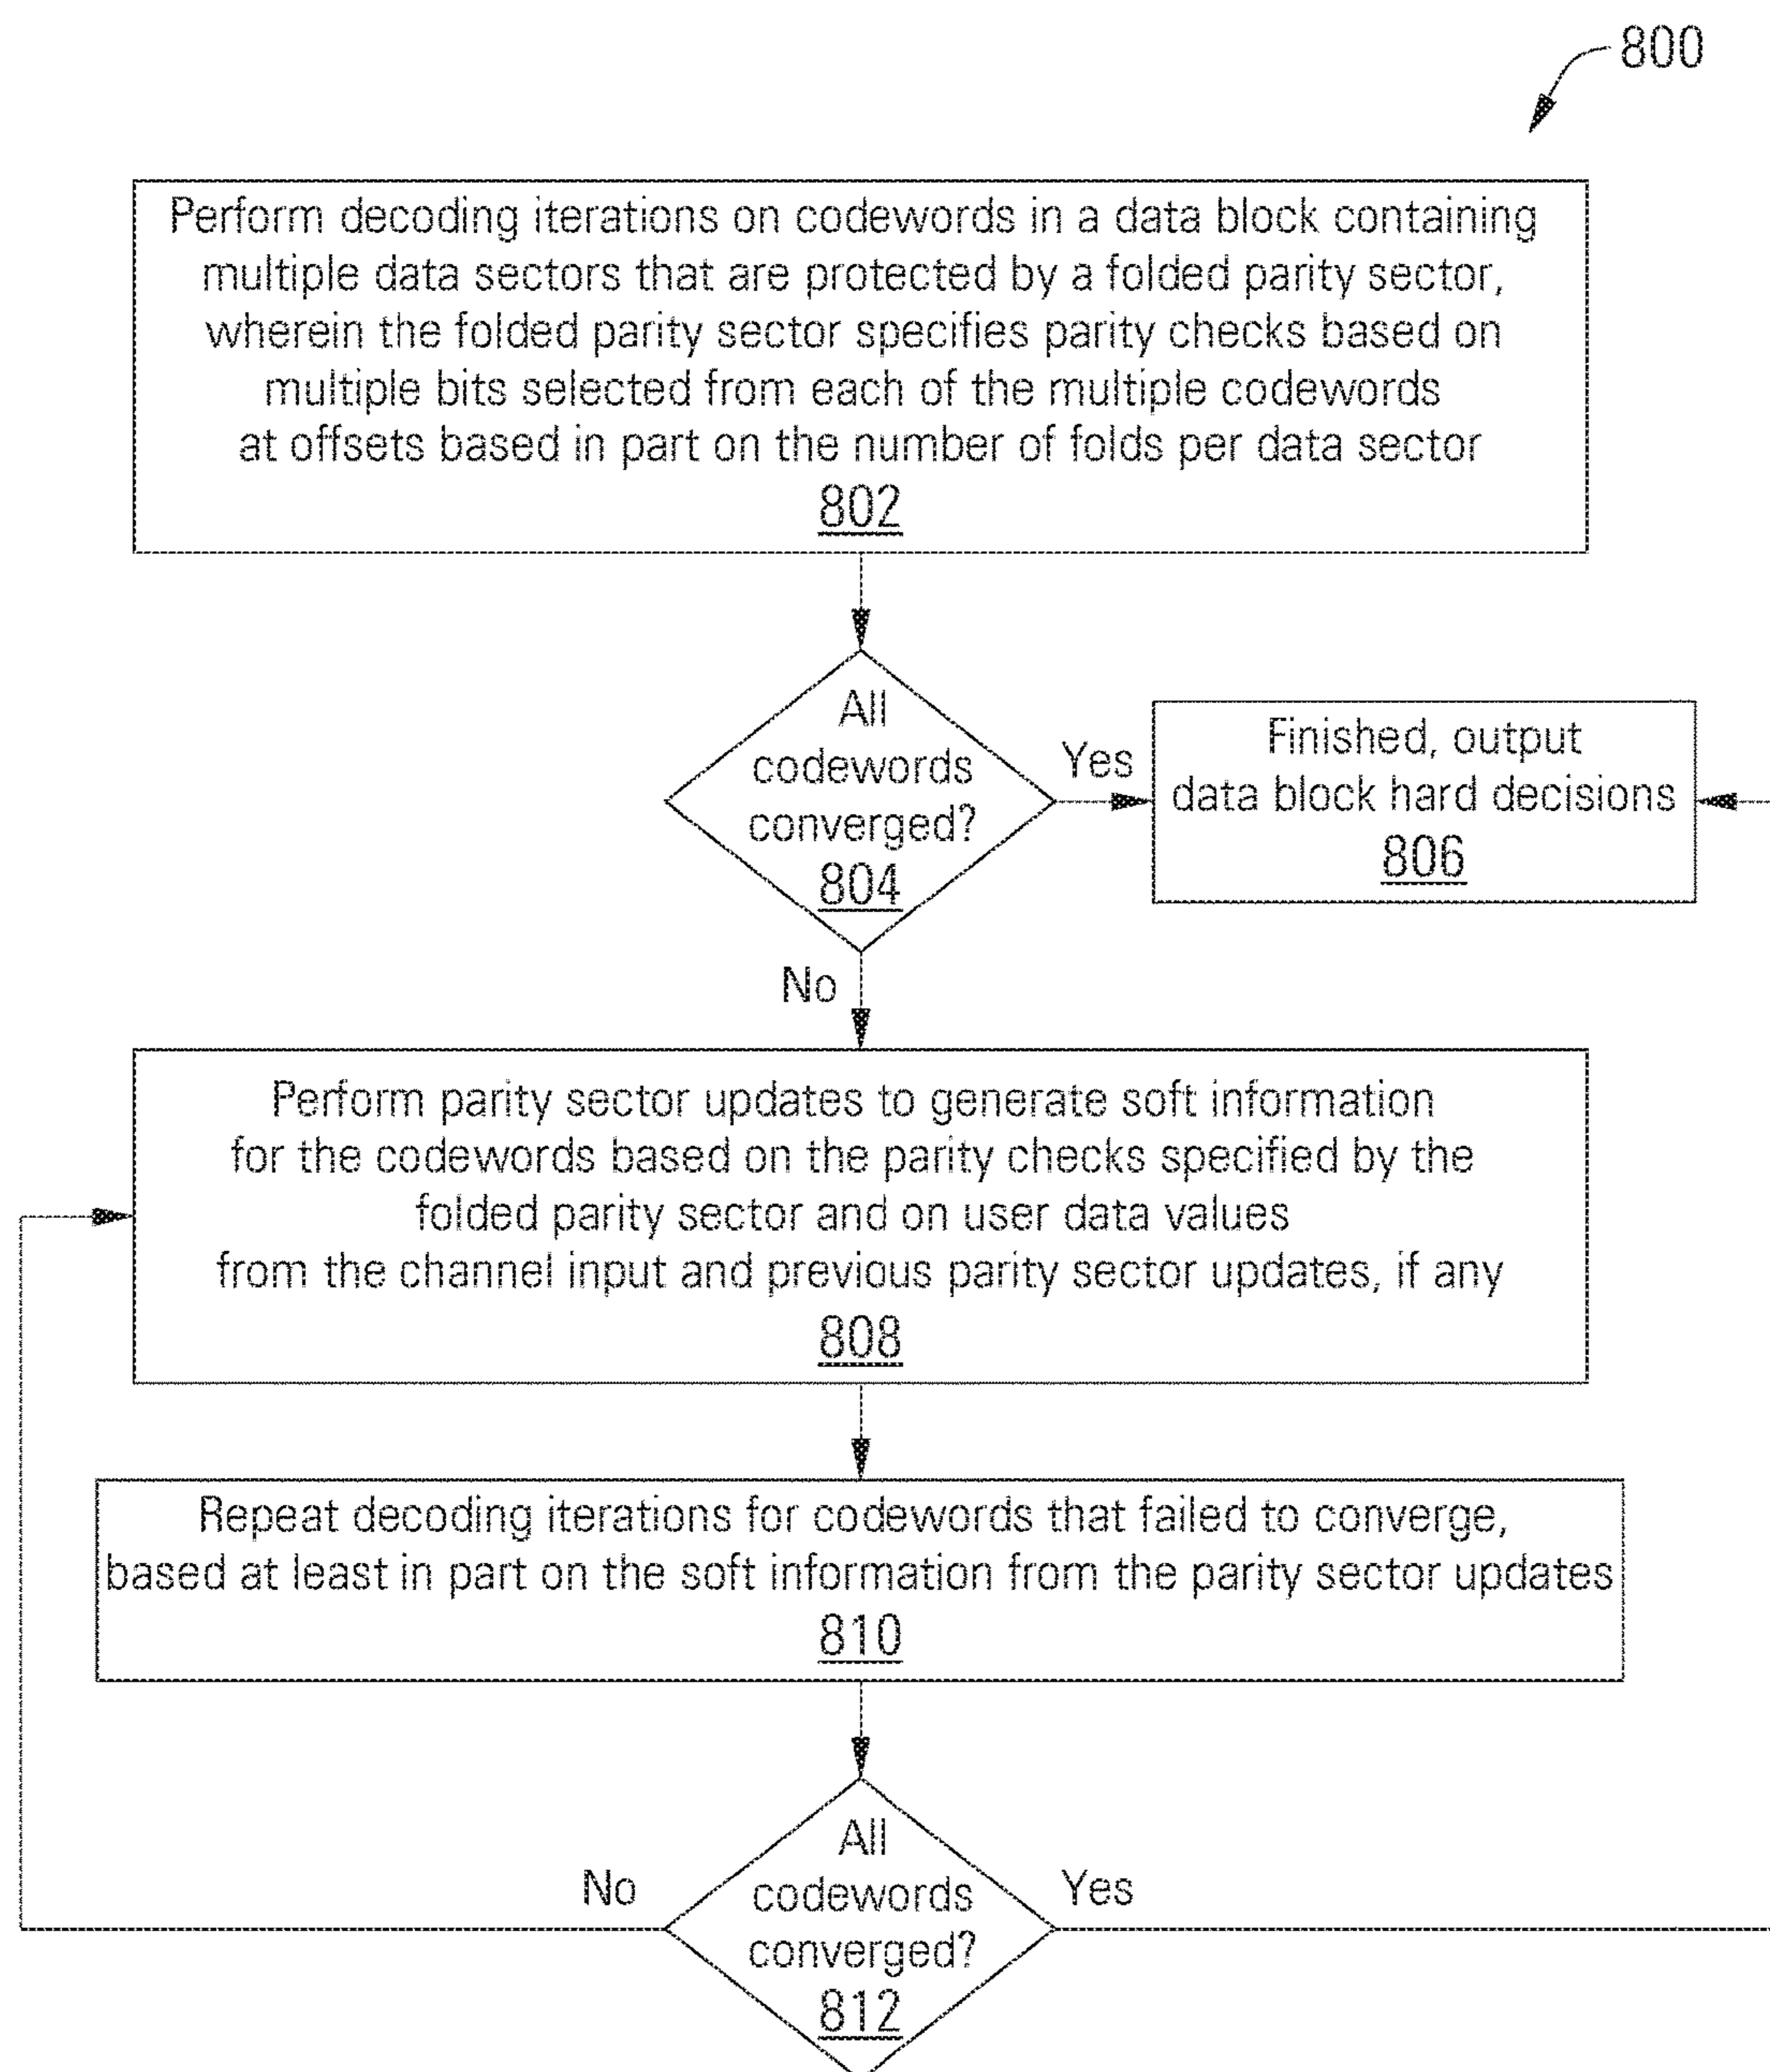 800
Perform decoding iterations on codewords in a data block containing
multiple data sectors that are protected by a folded parity sector,
wherein the folded parity sector specifies parity checks based on
multiple bits selected from each of the multiple codewords
at offsets based in part on the number of folds per data sector
802
All
codewords
converged?
804
Yes
Finished, output
data block hard decisions
806
No
Perform parity sector updates to generate soft information
for the codewords based on the parity checks specified by the
folded parity sector and on user data values
from the channel input and previous parity sector updates, if any
808
Repeat decoding iterations for codewords that failed to converge,
based at least in part on the soft information from the parity sector updates
810
No
All
codewords
converged?
812
Yes